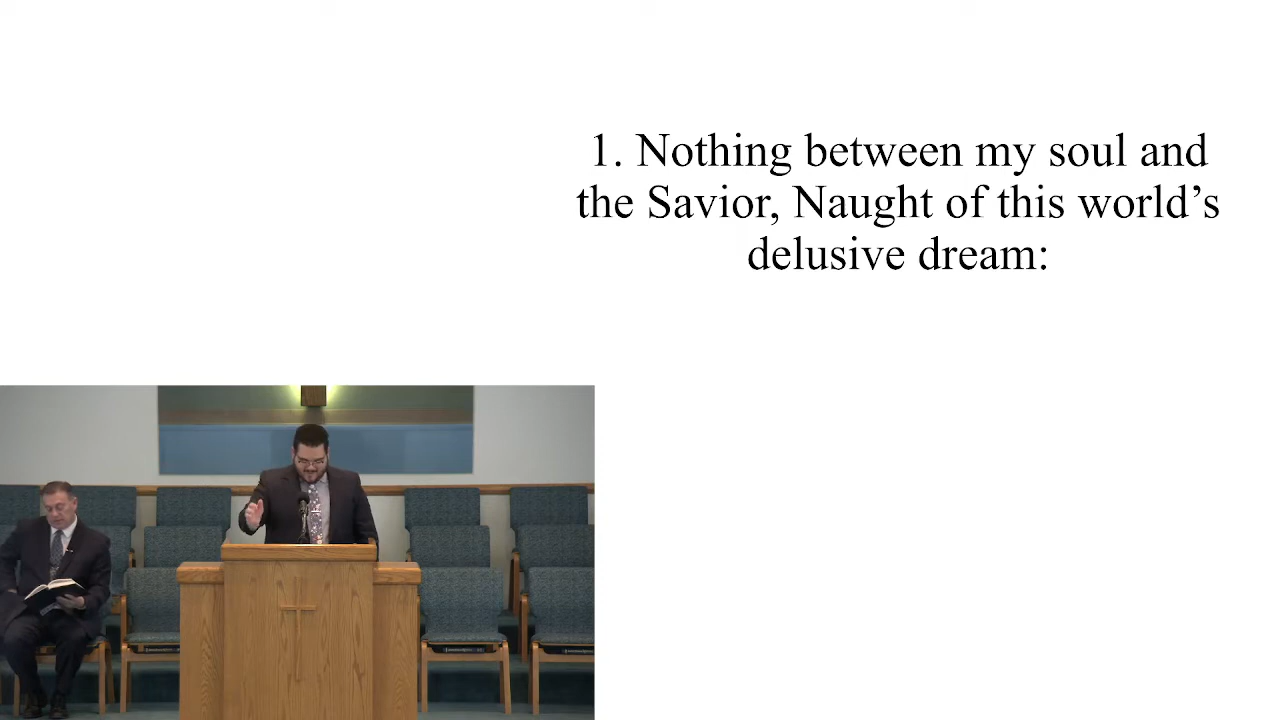 1. Nothing between my soul and
the Savior, Naught of this world’s
delusive dream: